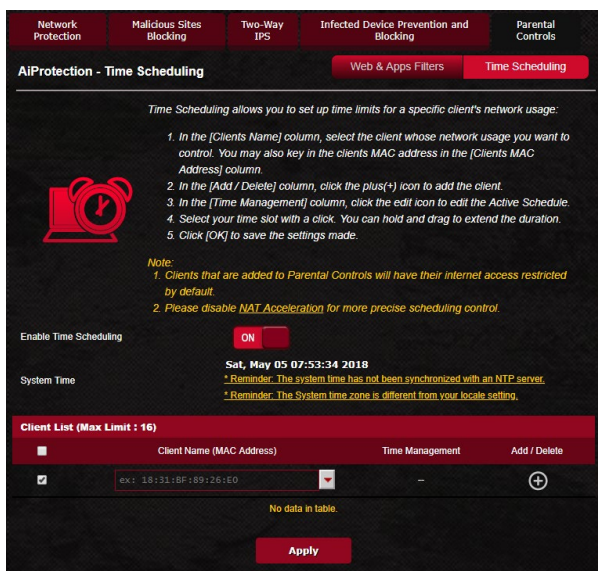 Network Protection
Malicious Sites Blocking
Two-Way IPS
Infected Device Prevention and Blocking
Parental Controls
AiProtection - Time Scheduling
Web & Apps Filters
Time Scheduling
Time Scheduling allows you to set up time limits for a specific client's network usage:
1. In the [Clients Name] column, select the client whose network usage you want to
control. You may also key in the clients MAC address in the [Clients MAC
Address] column.
2. In the [Add / Delete] column, click the plus(+) icon to add the client.
3. In the [Time Management] column, click the edit icon to edit the Active Schedule.
4. Select your time slot with a click. You can hold and drag to extend the duration.
5. Click [OK] to save the settings made.
Note:
1. Clients that are added to Parental Controls will have their internet access restricted
by default.
2. Please disable NAT Acceleration for more precise scheduling control.
Enable Time Scheduling
ON
System Time
Sat, May 05 07:53:34 2018
* Reminder: The system time has not been synchronized with an NTP server.
* Reminder: The System time zone is different from your locale setting.
Client List (Max Limit : 16)
Client Name (MAC Address)
Time Management
Add / Delete
ex: 18:31:BF:89:26:E0
--
No data in table.
Apply